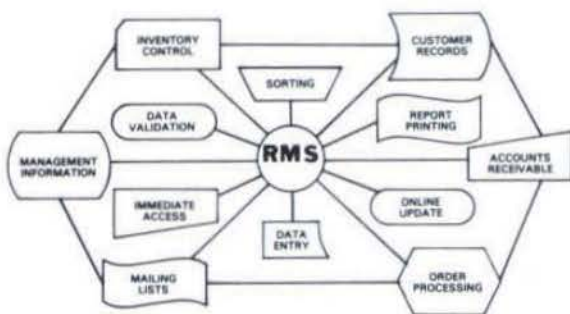 INVENTORY
CONTROL
CUSTOMER
RECORDS
SORTING
DATA
VALIDATION
REPORT
PRINTING
RMS
MANAGEMENT
INFORMATION
ACCOUNTS
RECEIVABLE
IMMEDIATE
ACCESS
ONLINE
UPDATE
DATA
ENTRY
MAILING
LISTS
ORDER
PROCESSING